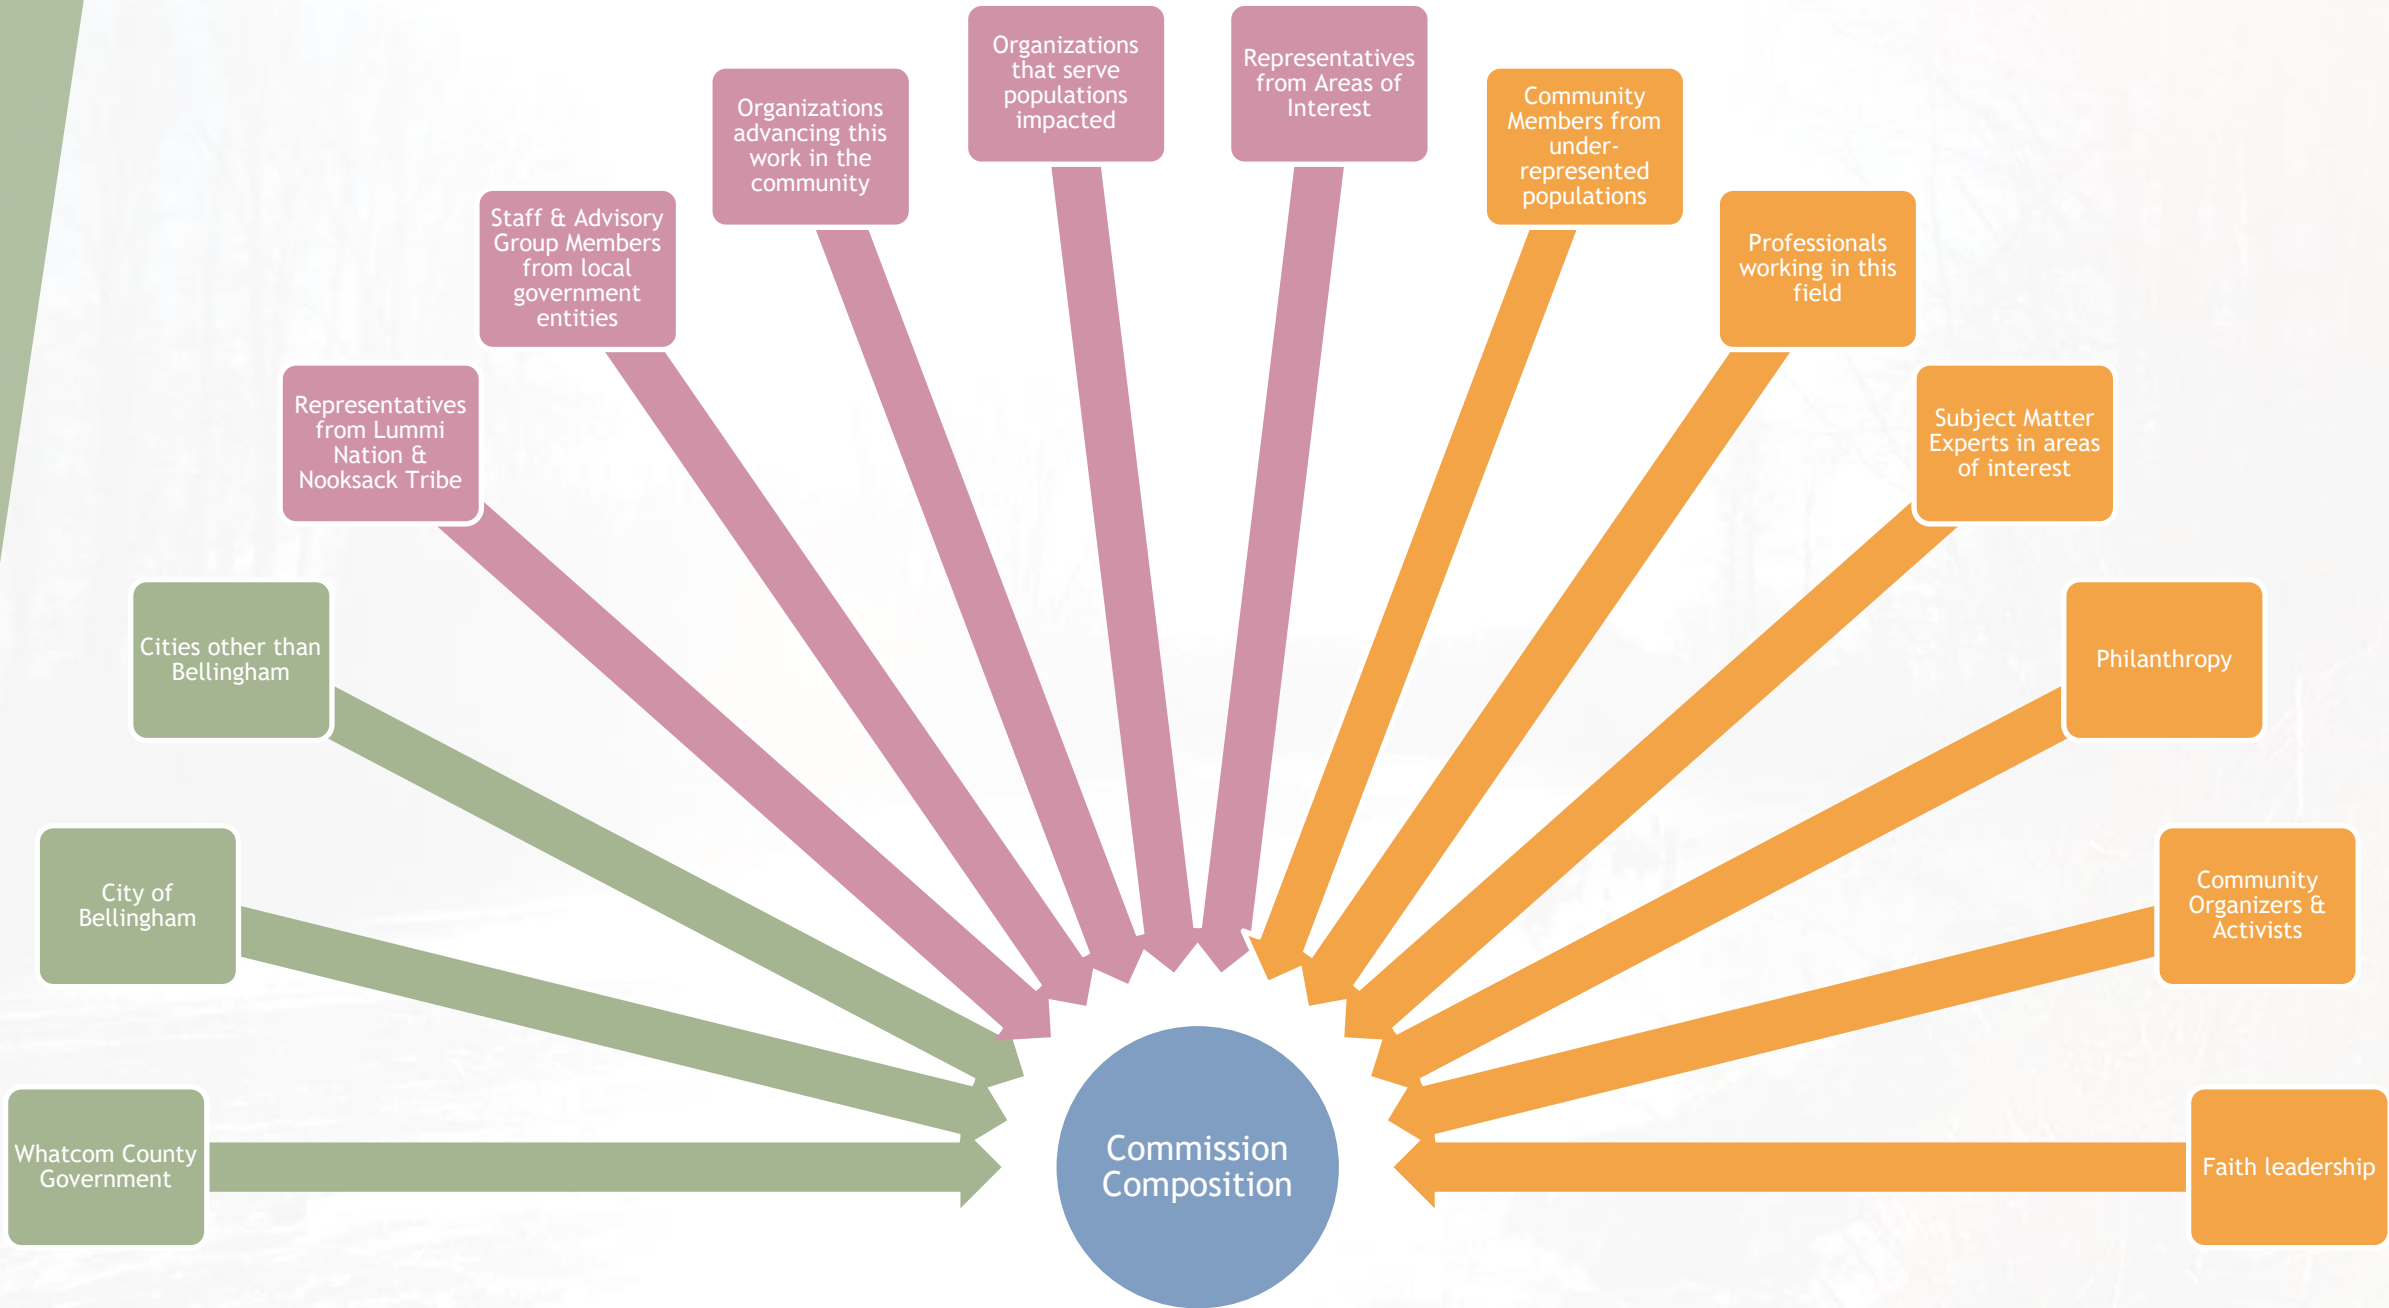 Whatcom County
Government
City of
Bellingham
Cities other than
Bellingham
Representatives
from Lummi
Nation &
Nooksack Tribe
Staff & Advisory
Group Members
from local
government
entities
Organizations
advancing this
work in the
community
Organizations
that serve
populations
impacted
Representatives
from Areas of
Interest
Community
Members from
under-
represented
populations
Professionals
working in this
field
Subject Matter
Experts in areas
of interest
Philanthropy
Community
Organizers &
Activists
Faith leadership
Commission
Composition